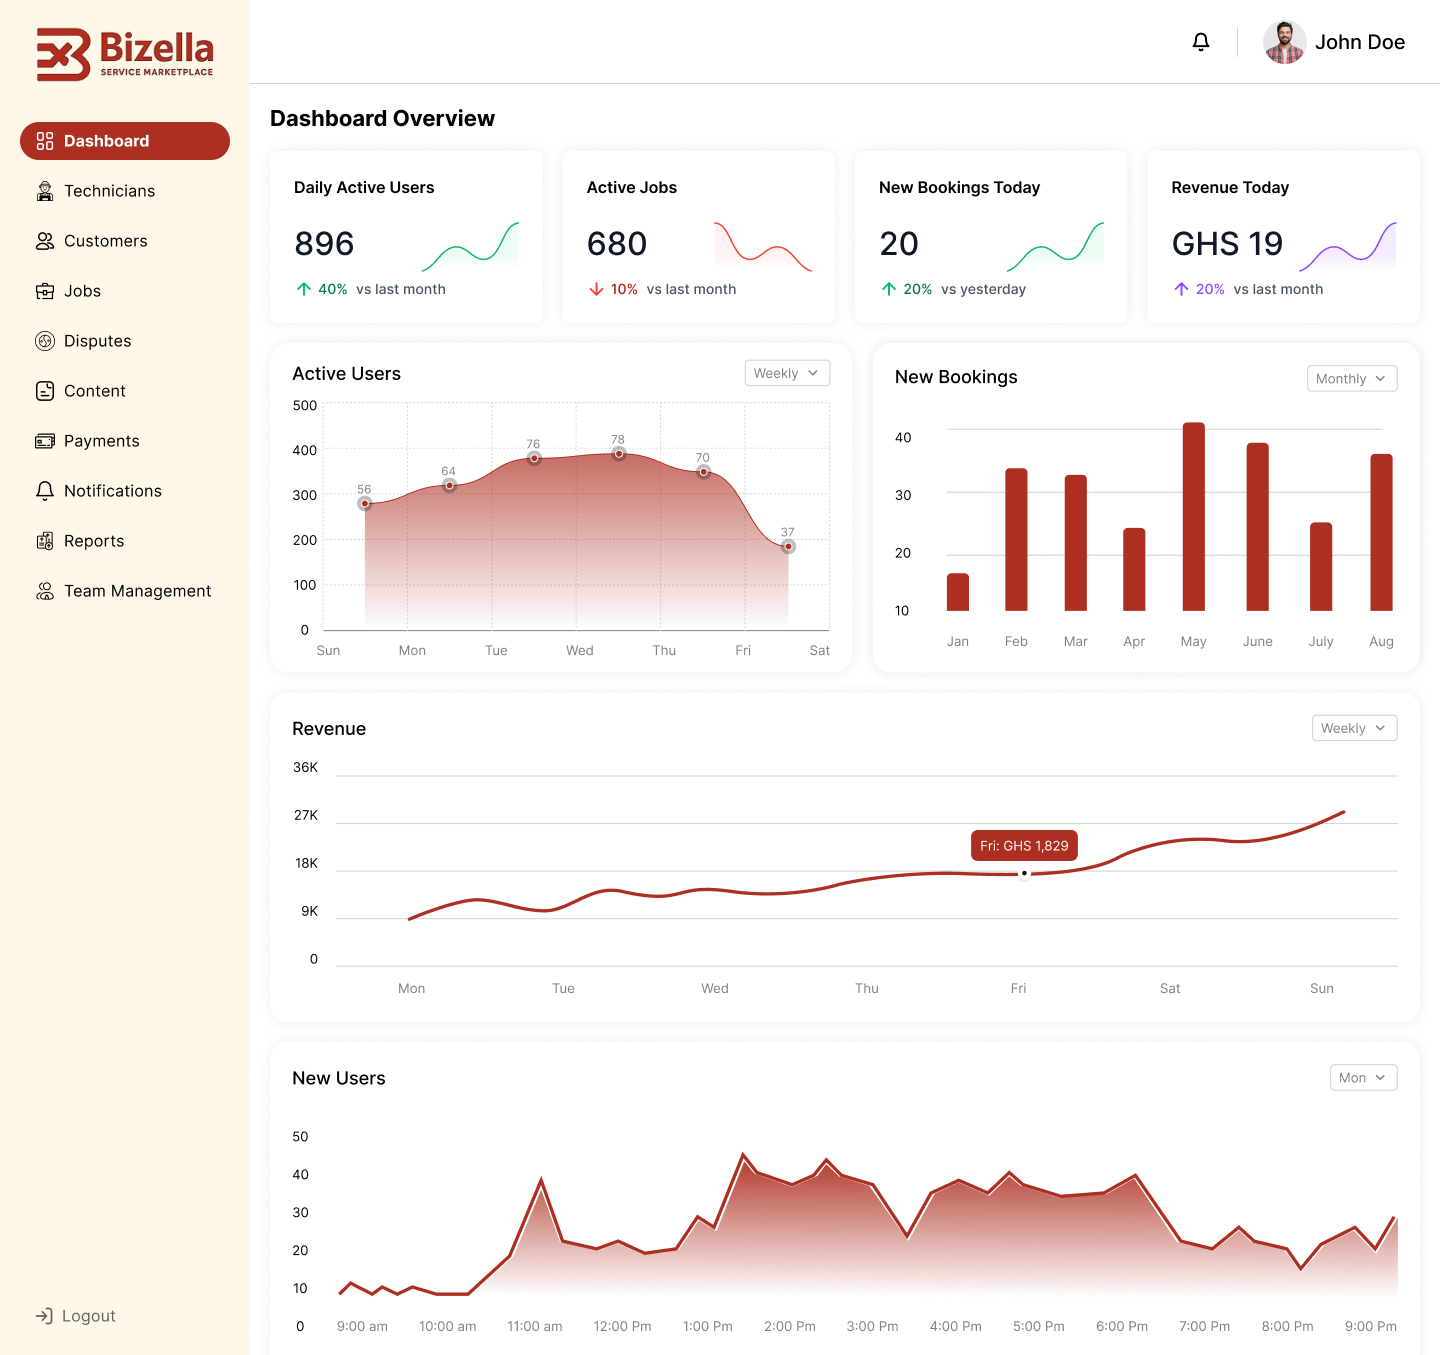 Bizella
SERVICE MARKETPLACE
Dashboard
Technicians
Customers
Jobs
Disputes
Content
Payments
Notifications
Reports
Team Management
Logout
John Doe
Dashboard Overview
Daily Active Users
896
40% vs last month
Active Jobs
680
10% vs last month
New Bookings Today
20
20% vs yesterday
Revenue Today
GHS 19
20% vs last month
Active Users
Weekly
500
400
300
200
100
0
56
64
76
78
70
37
Sun Mon Tue Wed Thu Fri Sat
New Bookings
Monthly
40
30
20
10
Jan Feb Mar Apr May June July Aug
Revenue
Weekly
36K
27K
18K
9K
0
Fri: GHS 1,829
Mon Tue Wed Thu Fri Sat Sun
New Users
Mon
50
40
30
20
10
0
9:00 am 10:00 am 11:00 am 12:00 Pm 1:00 Pm 2:00 Pm 3:00 Pm 4:00 Pm 5:00 Pm 6:00 Pm 7:00 Pm 8:00 Pm 9:00 Pm